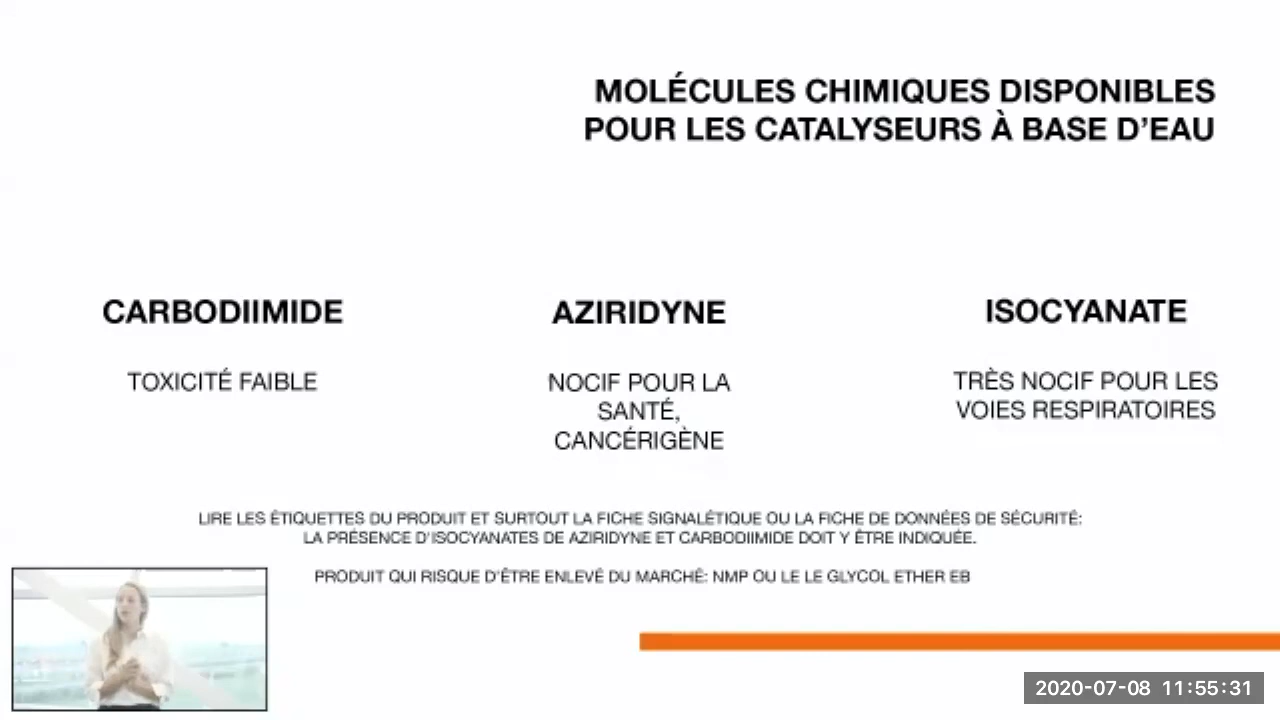 MOLÉCULES CHIMIQUES DISPONIBLES
POUR LES CATALYSEURS À BASE D'EAU
CARBODIIMIDE
TOXICITÉ FAIBLE
AZIRIDYNE
NOCIF POUR LA
SANTÉ,
CANCÉRIGÈNE
ISOCYANATE
TRÈS NOCIF POUR LES
VOIES RESPIRATOIRES
LIRE LES ÉTIQUETTES DU PRODUIT ET SURTOUT LA FICHE SIGNALÉTIQUE OU LA FICHE DE DONNÉES DE SÉCURITÉ:
LA PRÉSENCE D'ISOCYANATES DE AZIRIDYNE ET CARBODIIMIDE DOIT Y ÊTRE INDIQUÉE.
PRODUIT QUI RISQUE D'ÊTRE ENLEVÉ DU MARCHÉ: NMP OU LE LE GLYCOL ETHER EB
2020-07-08 11:55:31